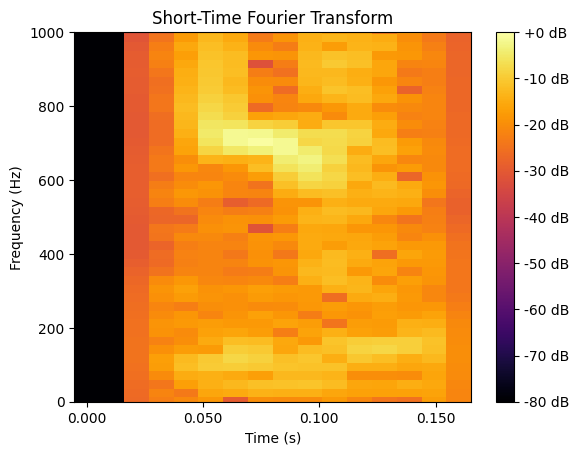 Short-Time Fourier Transform
1000
800
600
400
200
0
Frequency (Hz)
0.000
0.050
0.100
0.150
Time (s)
+0 dB
-10 dB
-20 dB
-30 dB
-40 dB
-50 dB
-60 dB
-70 dB
-80 dB